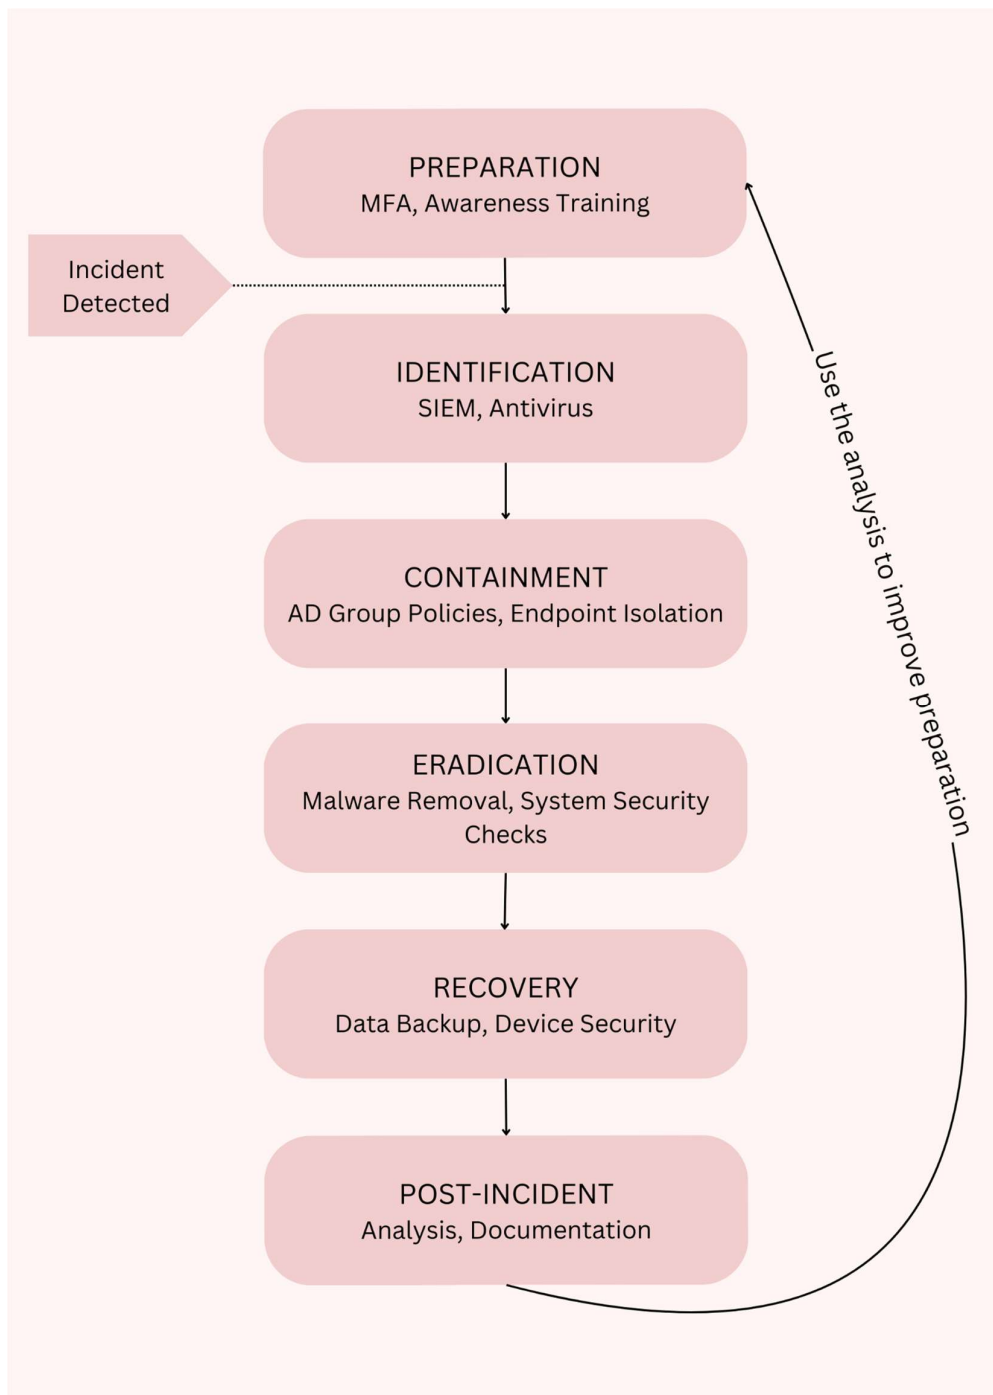 PREPARATION
MFA, Awareness Training
Incident
Detected
IDENTIFICATION
SIEM, Antivirus
CONTAINMENT
AD Group Policies, Endpoint Isolation
ERADICATION
Malware Removal, System Security
Checks
RECOVERY
Data Backup, Device Security
POST-INCIDENT
Analysis, Documentation
Use the analysis to improve preparation